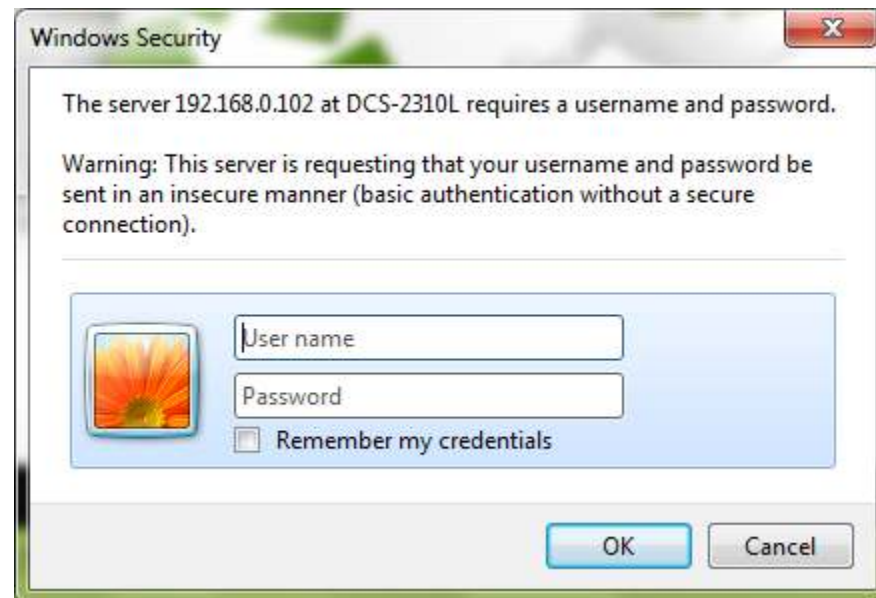 Windows Security
The server 192.168.0.102 at DCS-2310L requires a username and password.
Warning: This server is requesting that your username and password be
sent in an insecure manner (basic authentication without a secure
connection).
User name
Password
Remember my credentials
OK
Cancel